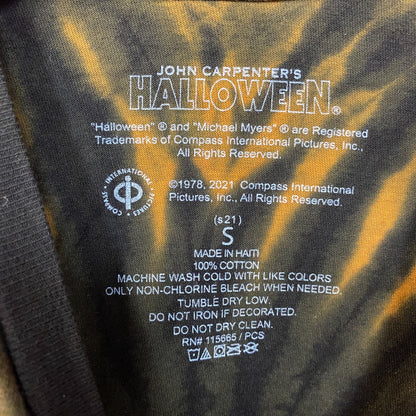 JOHN CARPENTER'S
HALLOWEEN®
"Halloween" ® and "Michael Myers" ® are Registered
Trademarks of Compass International Pictures, Inc.,
All Rights Reserved.
COMPASS • INTERNATIONAL • PICTURES •
©1978, 2021 Compass International
Pictures, Inc., All Rights Reserved.
(s21)
S
MADE IN HAITI
100% COTTON
MACHINE WASH COLD WITH LIKE COLORS
ONLY NON-CHLORINE BLEACH WHEN NEEDED.
TUMBLE DRY LOW.
DO NOT IRON IF DECORATED.
DO NOT DRY CLEAN.
RN# 115665 / PCS